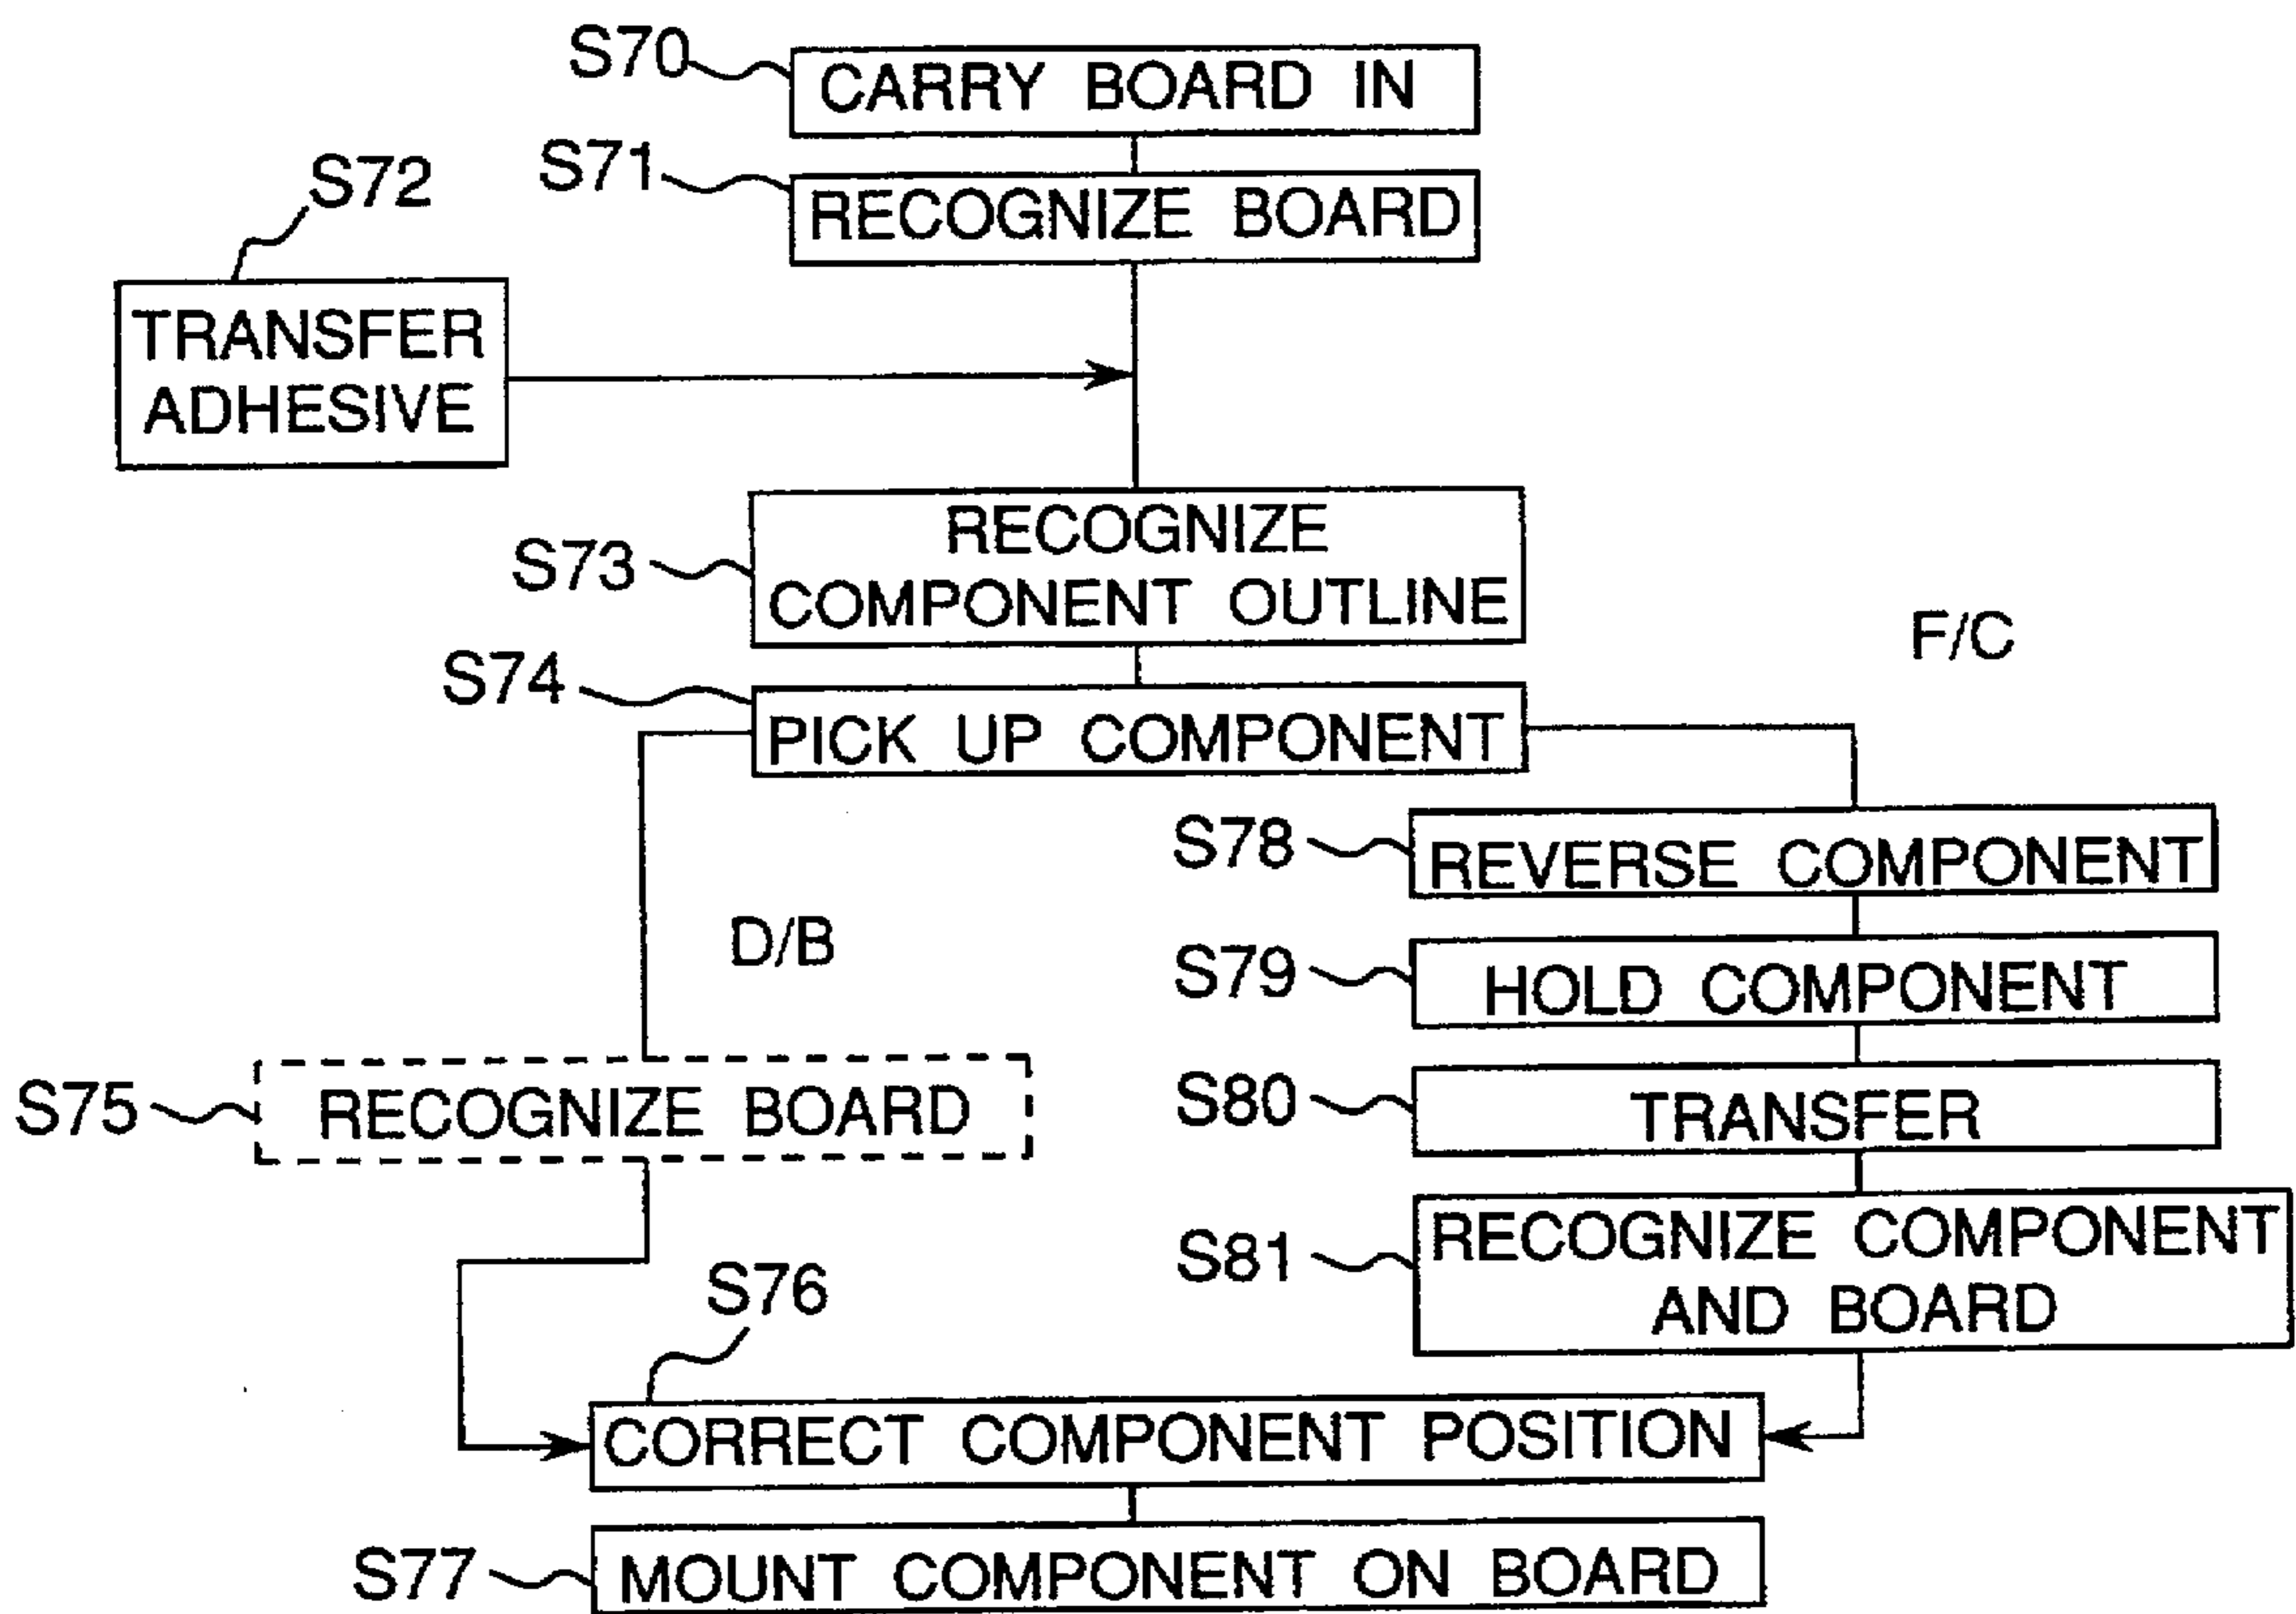 S70
CARRY BOARD IN
S71
RECOGNIZE BOARD
S72
TRANSFER
ADHESIVE
S73
RECOGNIZE
COMPONENT OUTLINE
F/C
S74
PICK UP COMPONENT
S78
REVERSE COMPONENT
D/B
S79
HOLD COMPONENT
S75
RECOGNIZE BOARD
S80
TRANSFER
S81
RECOGNIZE COMPONENT
AND BOARD
S76
CORRECT COMPONENT POSITION
S77
MOUNT COMPONENT ON BOARD